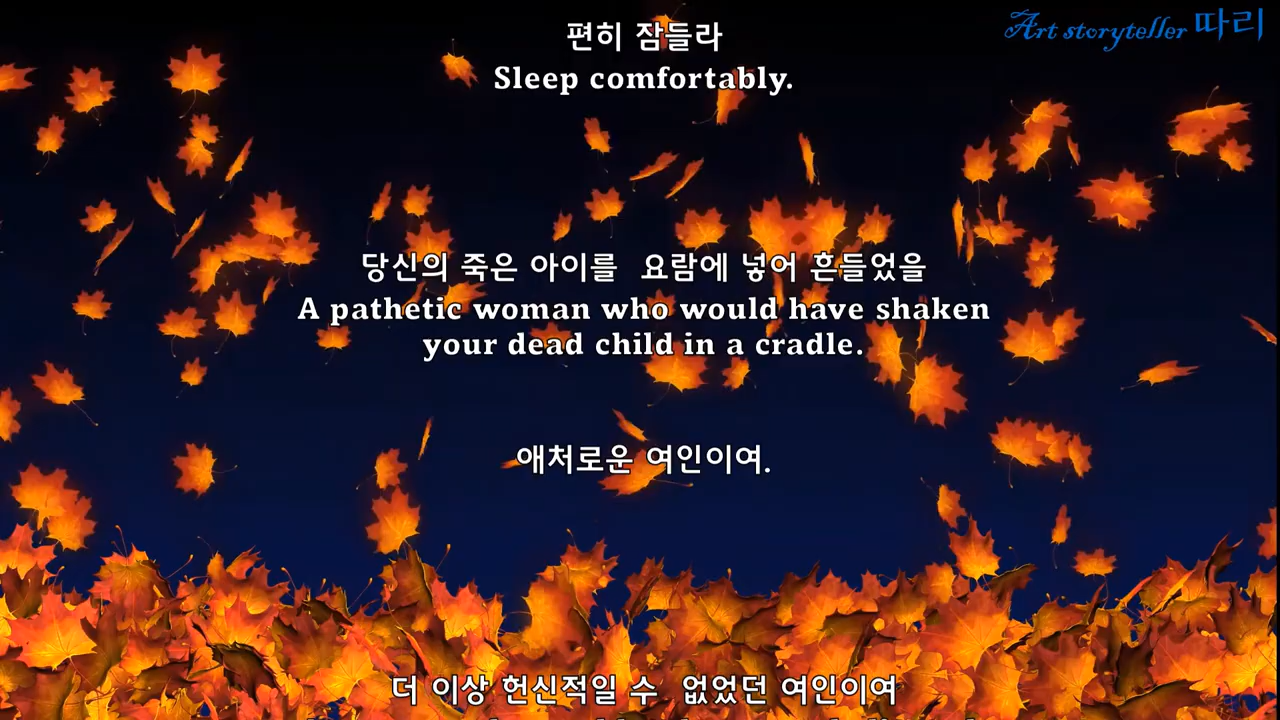 Art storyteller 따리
편히 잠들라
Sleep comfortably.
당신의 죽은 아이를 요람에 넣어 흔들었을
A pathetic woman who would have shaken
your dead child in a cradle.
애처로운 여인이여.
더 이상 헌신적일 수 없었던 여인이여